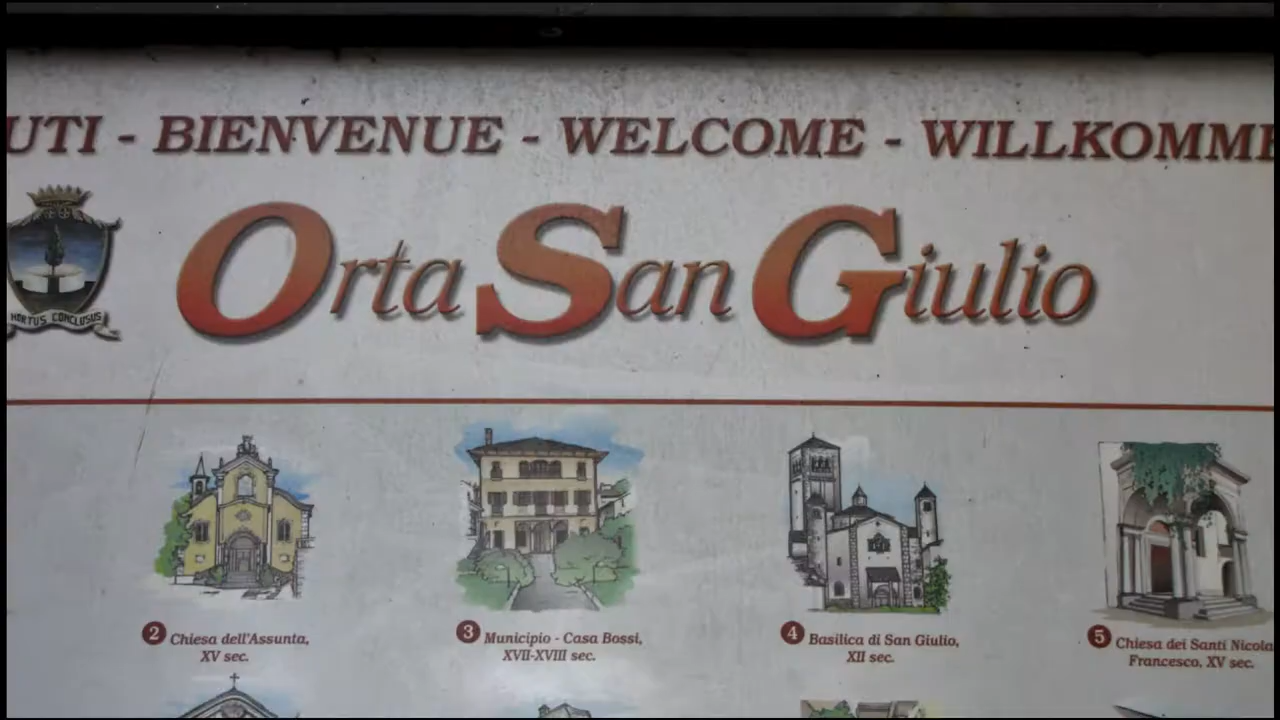 UTI - BIENVENUE - WELCOME - WILLKOMME
Orta San Giulio
HORTUS CONCLUSUS
2 Chiesa dell'Assunta,
XV sec.
3 Municipio - Casa Bossi,
XVII-XVIII sec.
4 Basilica di San Giulio,
XII sec.
5 Chiesa dei Santi Nicola
Francesco, XV sec.